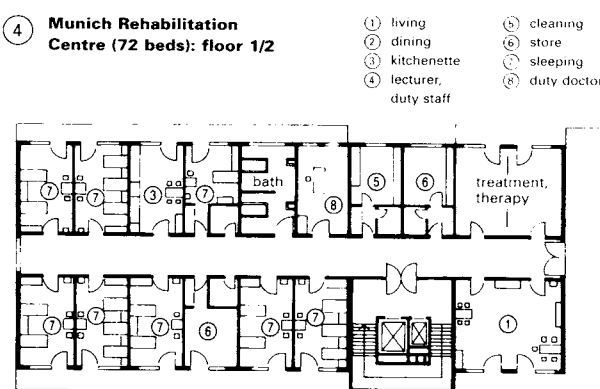 4 Munich Rehabilitation
Centre (72 beds): floor 1/2
1 living
2 dining
3 kitchenette
4 lecturer,
duty staff
5 cleaning
6 store
7 sleeping
8 duty doctor
7
7
3
7
bath
8
5
6
treatment,
therapy
7
7
7
6
7
7
1